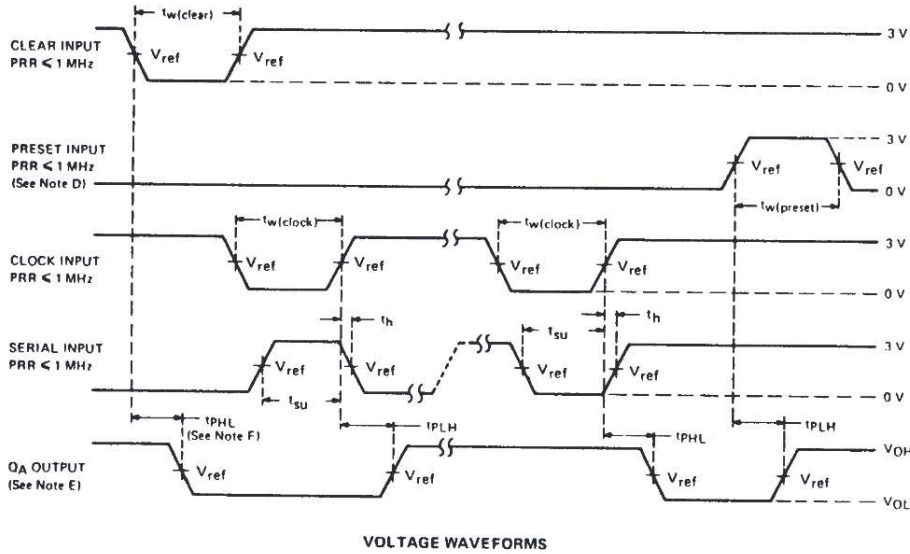 tw(clear)
CLEAR INPUT
PRR ≤ 1 MHz
Vref
Vref
3 V
0 V
PRESET INPUT
PRR ≤ 1 MHz
(See Note D)
Vref
Vref
3 V
0 V
tw(preset)
tw(clock)
tw(clock)
CLOCK INPUT
PRR ≤ 1 MHz
Vref
Vref
Vref
Vref
3 V
0 V
th
tsu
th
SERIAL INPUT
PRR ≤ 1 MHz
Vref
Vref
Vref
Vref
3 V
0 V
tsu
tPHL
(See Note F)
tPLH
tPHL
tPLH
QA OUTPUT
(See Note E)
Vref
Vref
Vref
Vref
VOH
VOL
VOLTAGE WAVEFORMS